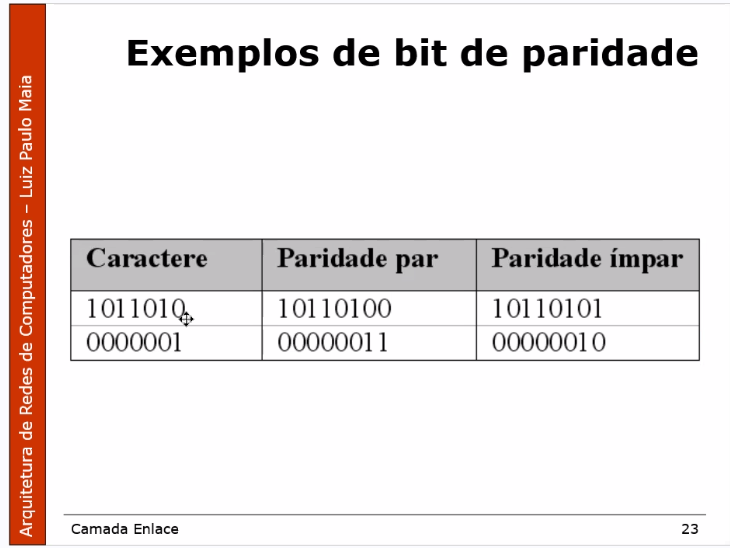 Exemplos de bit de paridade
Arquitetura de Redes de Computadores – Luiz Paulo Maia
Caractere Paridade par Paridade ímpar
1011010 10110100 10110101
0000001 00000011 00000010
Camada Enlace 23